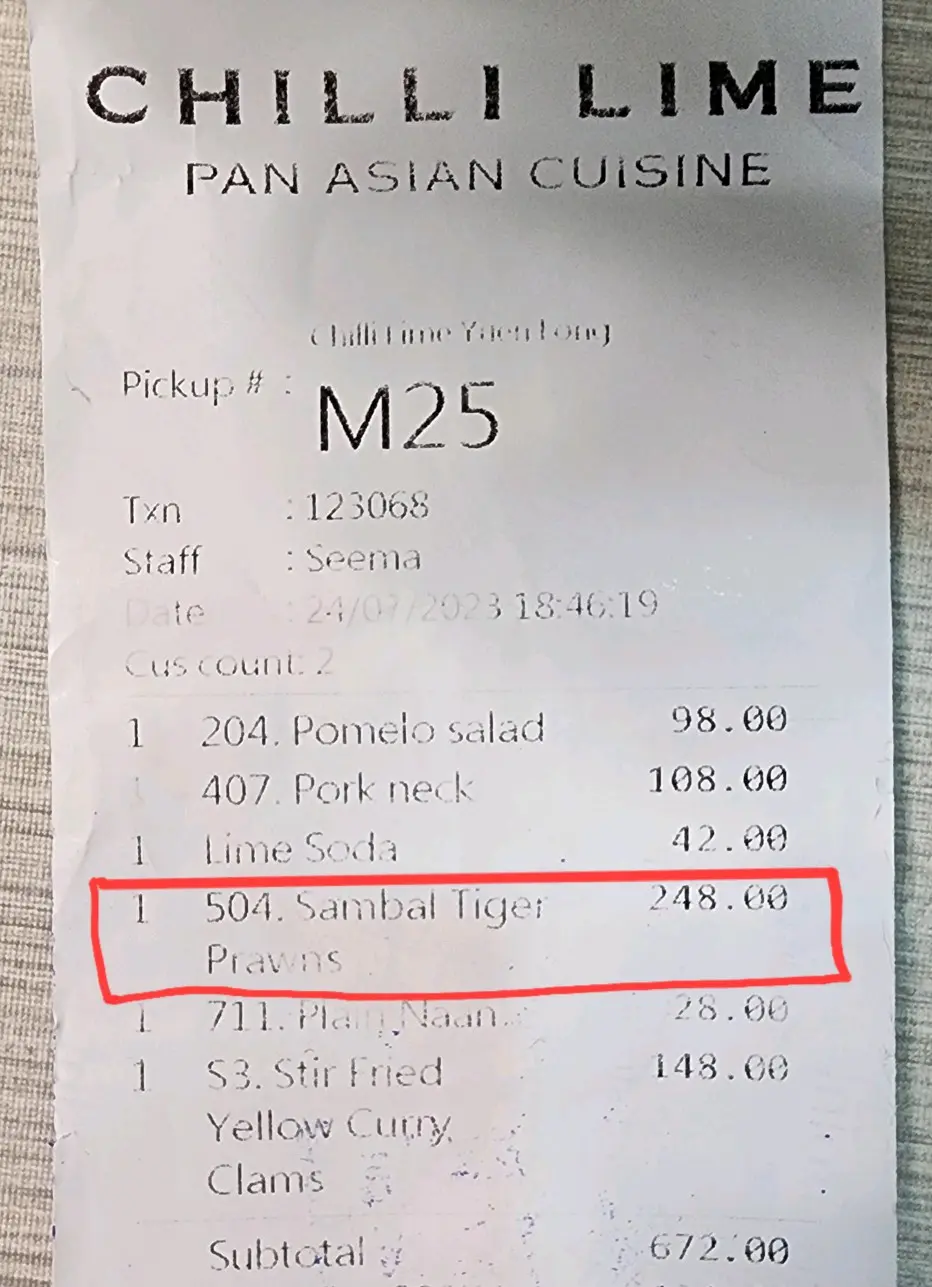 CHILLI LIME
PAN ASIAN CUISINE
Chilli Lime Yuen Long
Pickup # : M25
Txn : 123068
Staff : Seema
Date : 24/07/2023 18:46:19
Cus count: 2
1 204. Pomelo salad 98.00
1 407. Pork neck 108.00
1 Lime Soda 42.00
1 504. Sambal Tiger 248.00
Prawns
1 711. Plain Naan 28.00
1 S3. Stir Fried 148.00
Yellow Curry
Clams
Subtotal 672.00